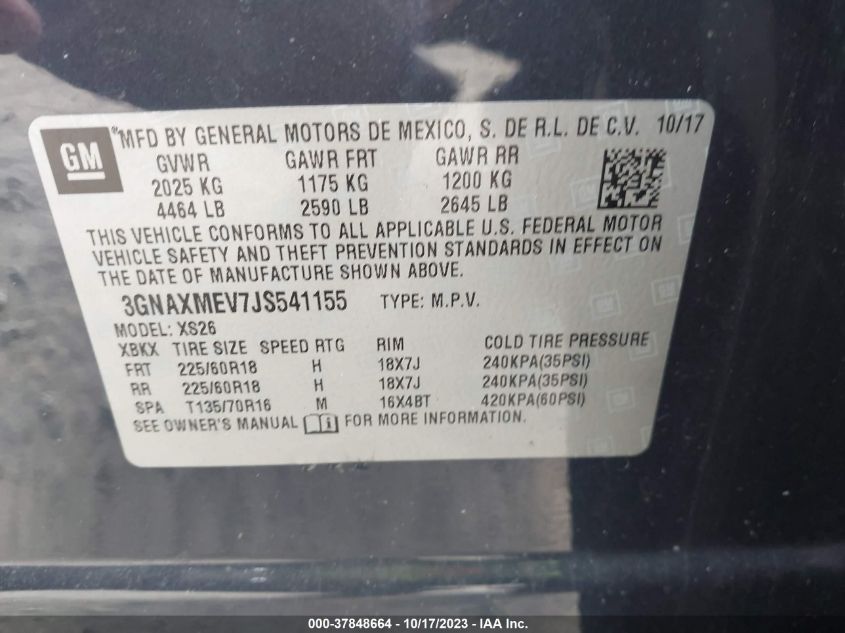 GM ®MFD BY GENERAL MOTORS DE MEXICO, S. DE R.L. DE C.V. 10/17
GVWR GAWR FRT GAWR RR
2025 KG 1175 KG 1200 KG
4464 LB 2590 LB 2645 LB
THIS VEHICLE CONFORMS TO ALL APPLICABLE U.S. FEDERAL MOTOR
VEHICLE SAFETY AND THEFT PREVENTION STANDARDS IN EFFECT ON
THE DATE OF MANUFACTURE SHOWN ABOVE.
3GNAXMEV7JS541155 TYPE: M.P.V.
MODEL: XS26
XBKX TIRE SIZE SPEED RTG RIM COLD TIRE PRESSURE
FRT 225/60R18 H 18X7J 240KPA(35PSI)
RR 225/60R18 H 18X7J 240KPA(35PSI)
SPA T135/70R16 M 16X4BT 420KPA(60PSI)
SEE OWNER'S MANUAL FOR MORE INFORMATION.
000-37848664 - 10/17/2023 - IAA Inc.